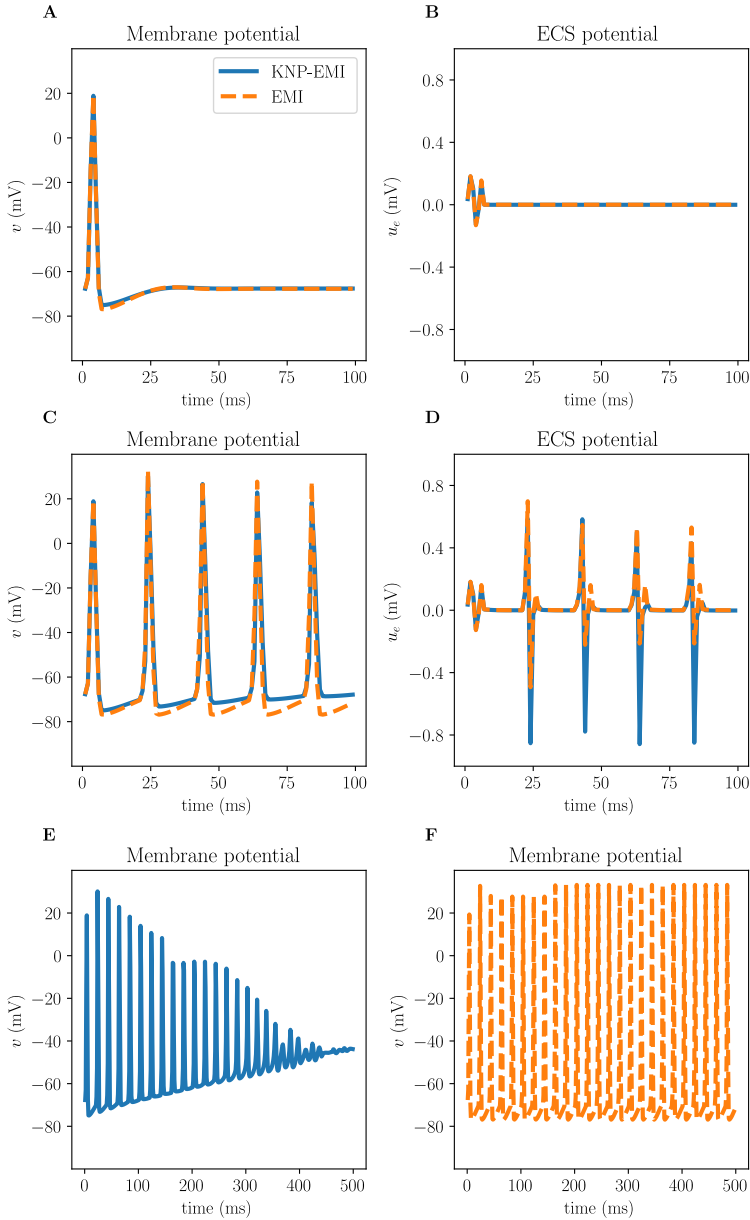 A
Membrane potential
KNP-EMI
EMI
20
0
−20
−40
−60
−80
v (mV)
0 25 50 75 100
time (ms)
B
ECS potential
0.8
0.4
0.0
−0.4
−0.8
u_e (mV)
0 25 50 75 100
time (ms)
C
Membrane potential
20
0
−20
−40
−60
−80
v (mV)
0 25 50 75 100
time (ms)
D
ECS potential
0.8
0.4
0.0
−0.4
−0.8
u_e (mV)
0 25 50 75 100
time (ms)
E
Membrane potential
20
0
−20
−40
−60
−80
v (mV)
0 100 200 300 400 500
time (ms)
F
Membrane potential
20
0
−20
−40
−60
−80
v (mV)
0 100 200 300 400 500
time (ms)